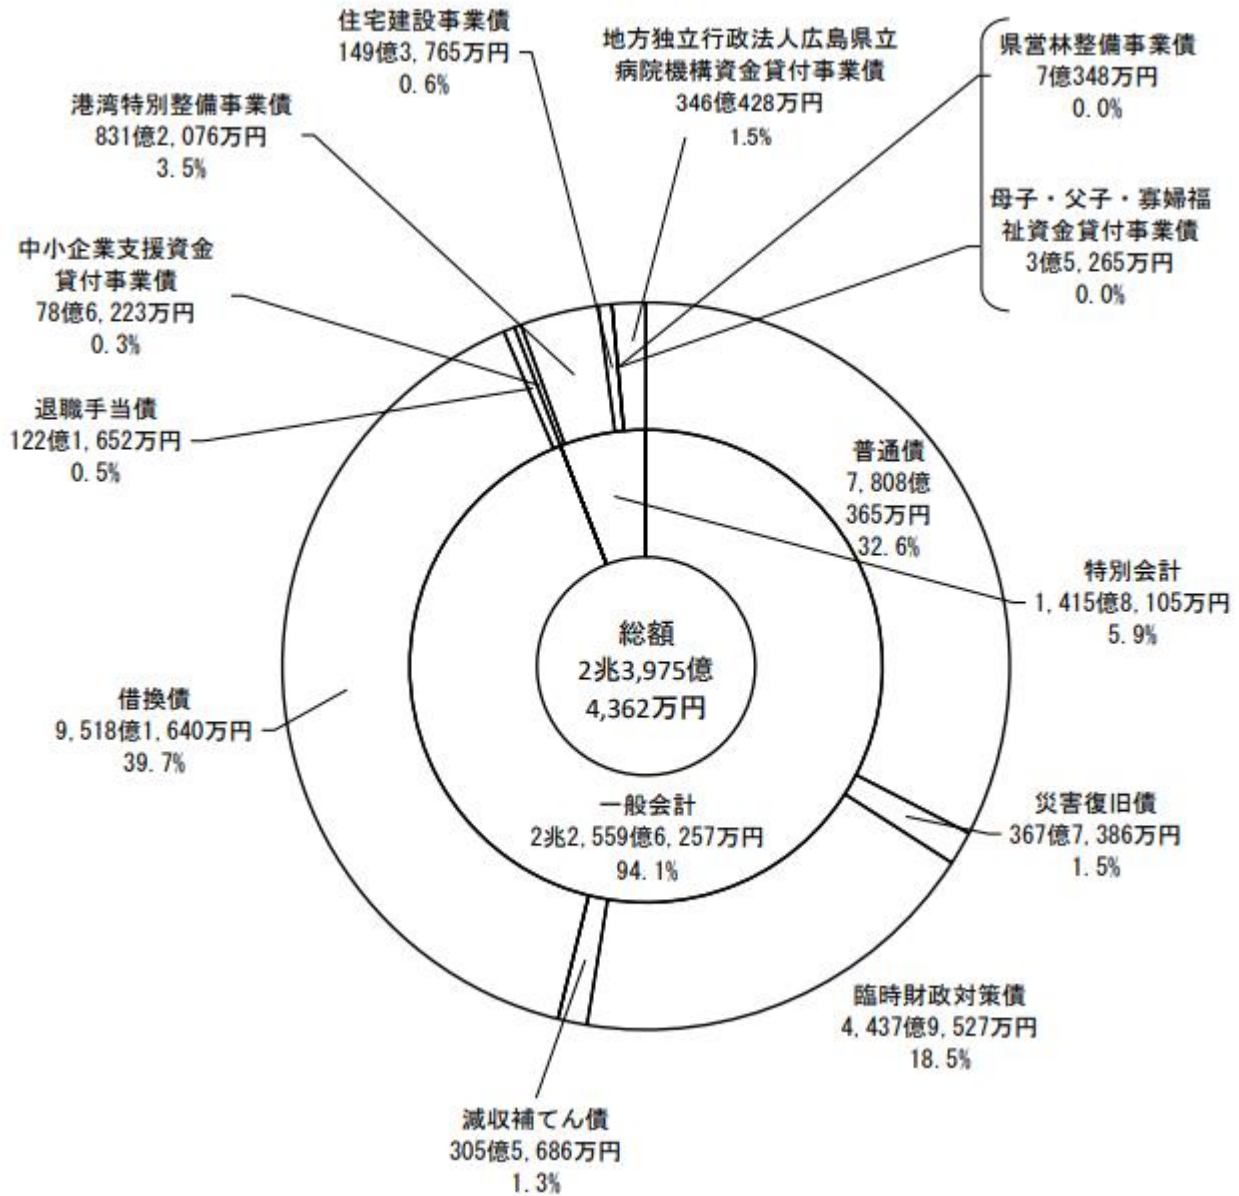 住宅建設事業債
149億3,765万円
0.6%
地方独立行政法人広島県立
病院機構資金貸付事業債
346億428万円
1.5%
県営林整備事業債
7億348万円
0.0%
母子・父子・寡婦福
祉資金貸付事業債
3億5,265万円
0.0%
港湾特別整備事業債
831億2,076万円
3.5%
中小企業支援資金
貸付事業債
78億6,223万円
0.3%
退職手当債
122億1,652万円
0.5%
普通債
7,808億
365万円
32.6%
特別会計
1,415億8,105万円
5.9%
総額
2兆3,975億
4,362万円
借換債
9,518億1,640万円
39.7%
一般会計
2兆2,559億6,257万円
94.1%
災害復旧債
367億7,386万円
1.5%
臨時財政対策債
4,437億9,527万円
18.5%
減収補てん債
305億5,686万円
1.3%